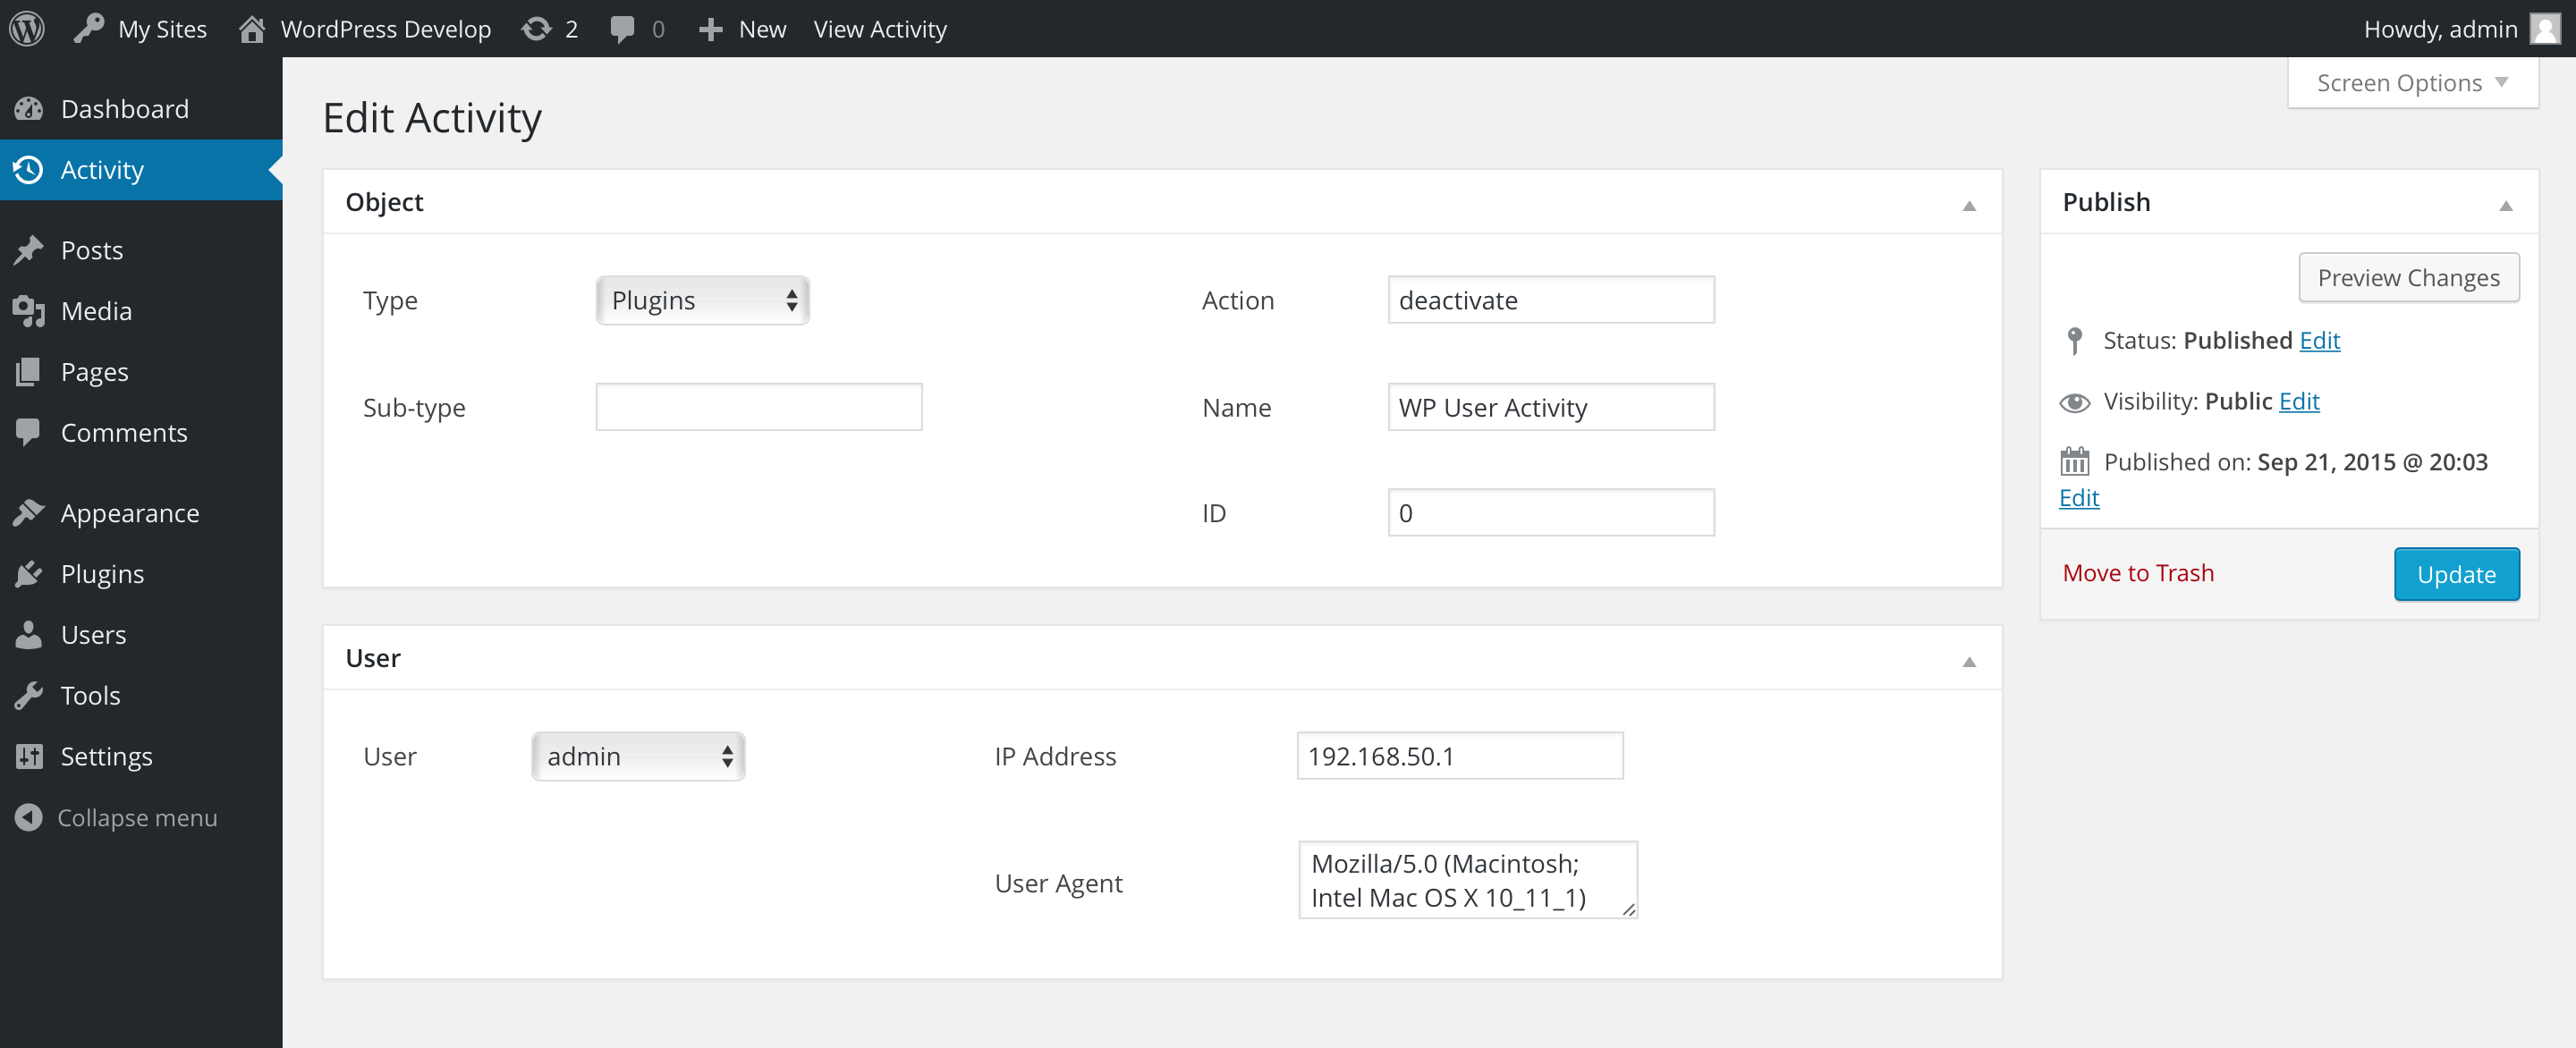 My Sites WordPress Develop 2 0 New View Activity Howdy, admin
Screen Options
Dashboard
Activity
Posts
Media
Pages
Comments
Appearance
Plugins
Users
Tools
Settings
Collapse menu
Edit Activity
Object
Type Plugins Action deactivate
Sub-type Name WP User Activity
ID 0
User
User admin IP Address 192.168.50.1
User Agent Mozilla/5.0 (Macintosh;
Intel Mac OS X 10_11_1)
Publish
Preview Changes
Status: Published Edit
Visibility: Public Edit
Published on: Sep 21, 2015 @ 20:03
Edit
Move to Trash Update